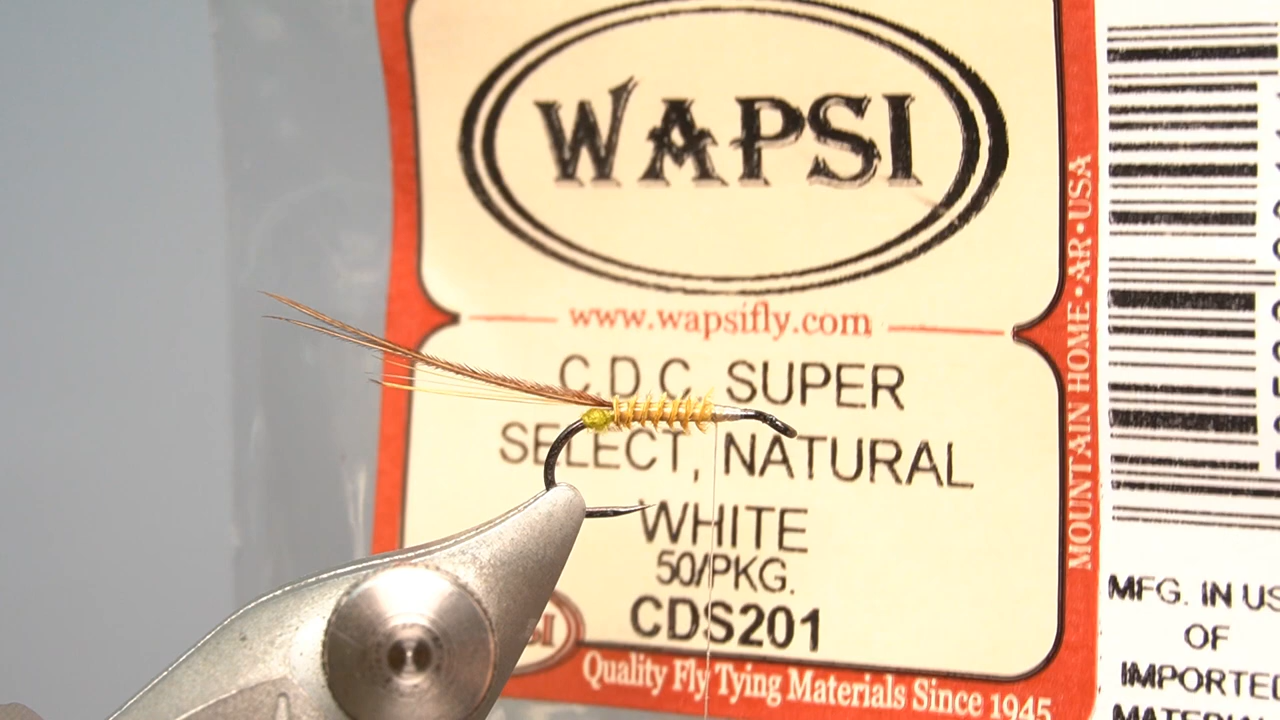 WAPSI
www.wapsifly.com
C.D.C. SUPER
SELECT, NATURAL
WHITE
50/PKG.
CDS201
Quality Fly Tying Materials Since 1945
MOUNTAIN HOME • AR • USA
MFG. IN US
OF
IMPORTED